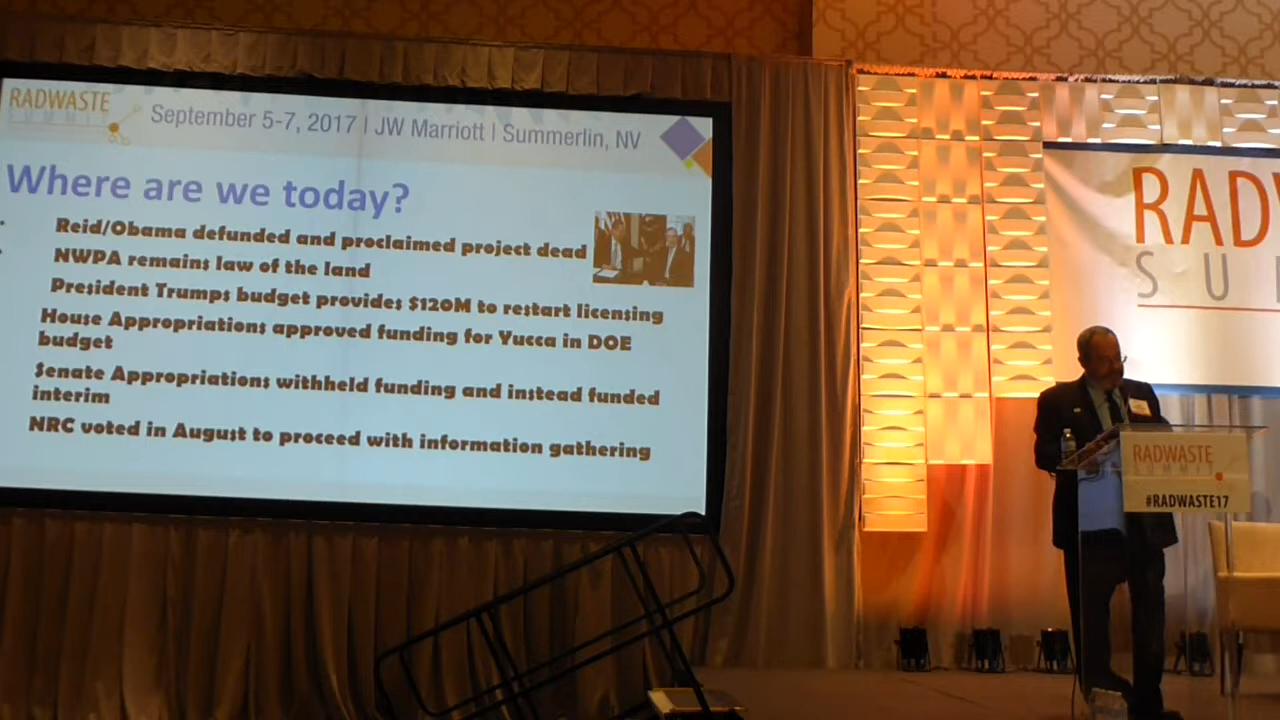 RADWASTE
SUMMIT
September 5-7, 2017 | JW Marriott | Summerlin, NV
Where are we today?
Reid/Obama defunded and proclaimed project dead
NWPA remains law of the land
President Trumps budget provides $120M to restart licensing
House Appropriations approved funding for Yucca in DOE
budget
Senate Appropriations withheld funding and instead funded
interim
NRC voted in August to proceed with information gathering
RADW
SU
RADWASTE
SUMMIT
#RADWASTE17